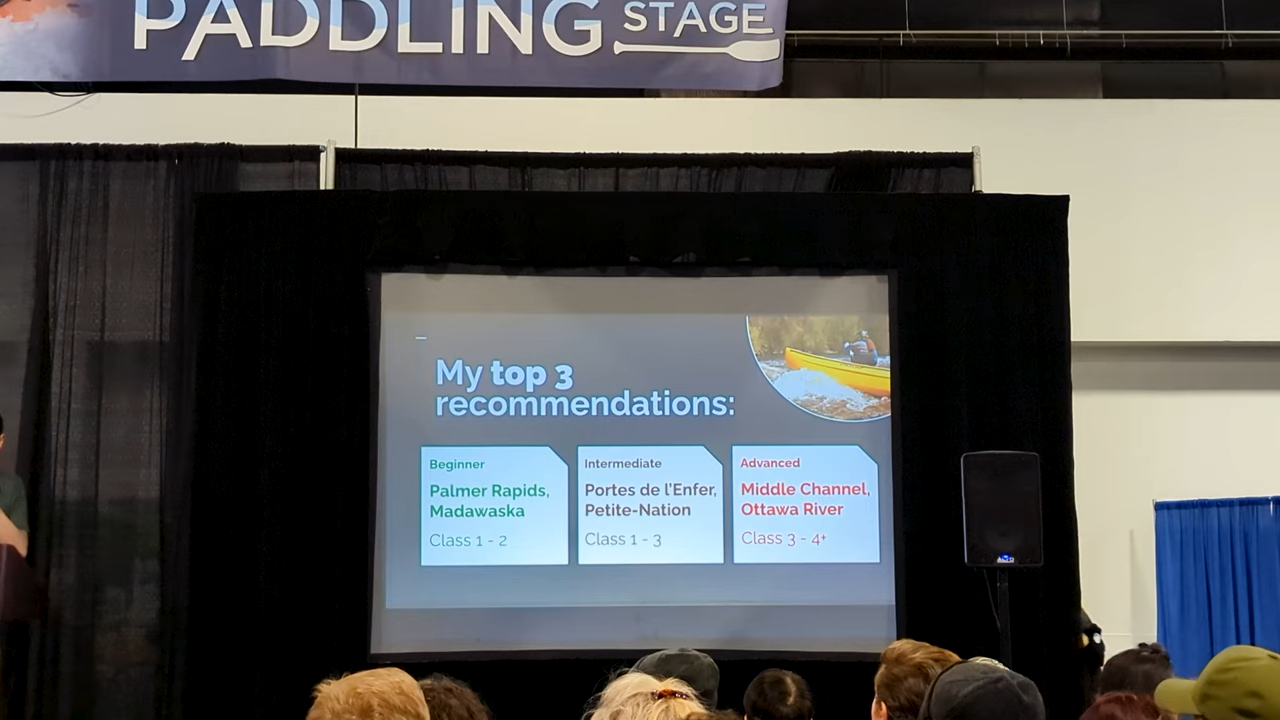 PADDLING STAGE
My top 3
recommendations:
Beginner
Palmer Rapids,
Madawaska
Class 1 - 2
Intermediate
Portes de l'Enfer,
Petite-Nation
Class 1 - 3
Advanced
Middle Channel,
Ottawa River
Class 3 - 4+